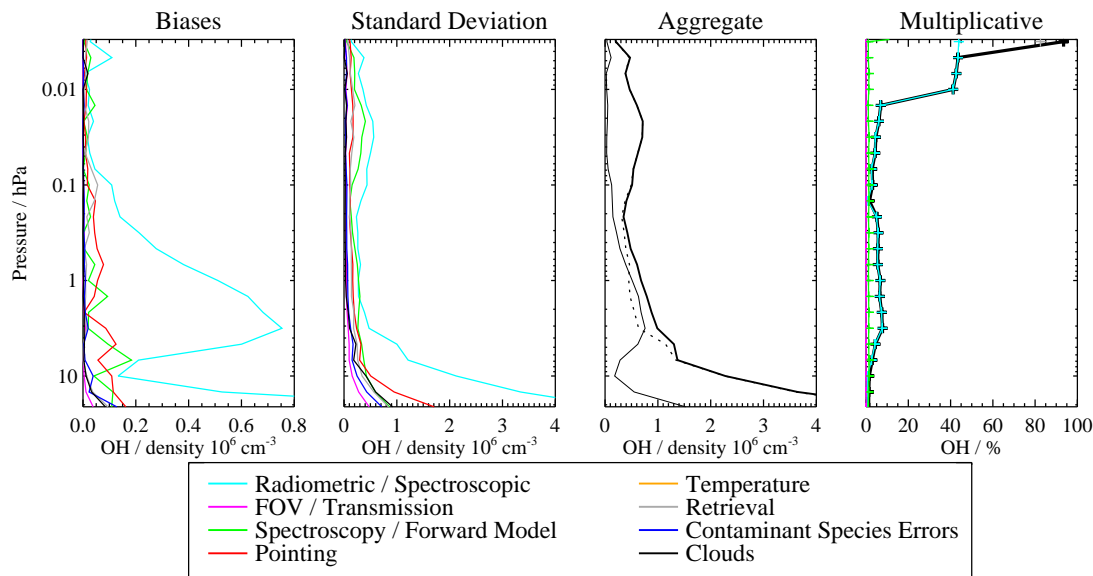 Biases Standard Deviation Aggregate Multiplicative
Pressure / hPa
0.01
0.1
1
10
0.0 0.2 0.4 0.6 0.8 0 1 2 3 4 0 1 2 3 4 0 20 40 60 80 100
OH / density 10⁶ cm⁻³ OH / density 10⁶ cm⁻³ OH / density 10⁶ cm⁻³ OH / %
Radiometric / Spectroscopic
FOV / Transmission
Spectroscopy / Forward Model
Pointing
Temperature
Retrieval
Contaminant Species Errors
Clouds